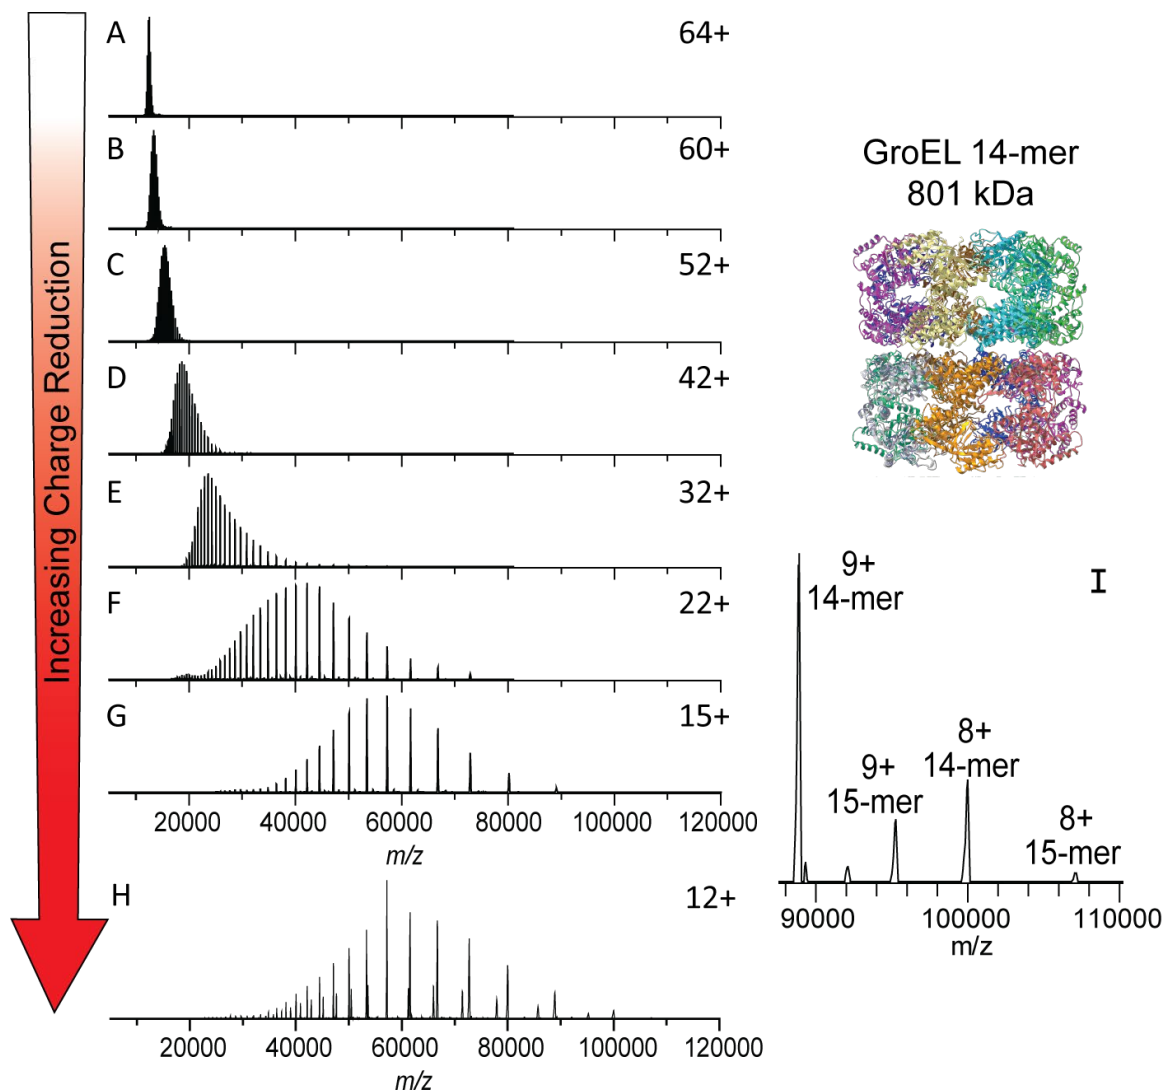 Increasing Charge Reduction
A
64+
B
60+
C
52+
D
42+
E
32+
F
22+
G
15+
20000 40000 60000 80000 100000 120000
m/z
H
12+
20000 40000 60000 80000 100000 120000
m/z
GroEL 14-mer
801 kDa
I
9+
14-mer
9+
15-mer
8+
14-mer
8+
15-mer
90000 100000 110000
m/z